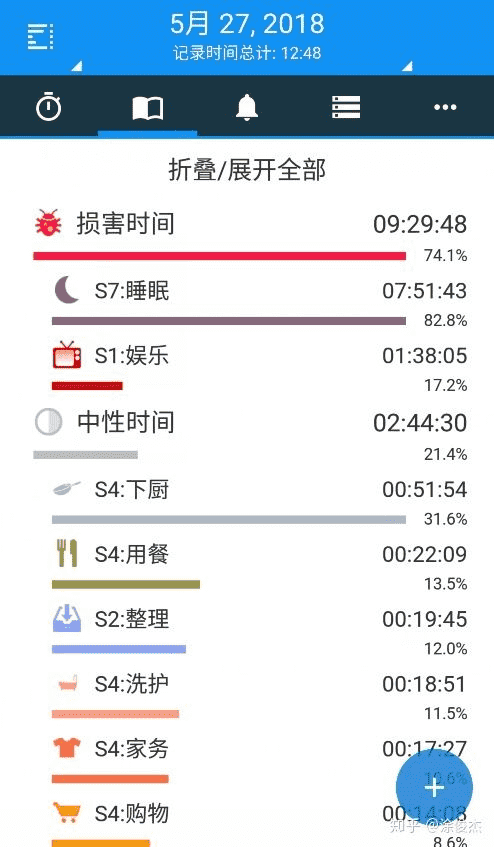 5月 27, 2018
记录时间总计: 12:48
折叠/展开全部
损害时间 09:29:48
74.1%
S7:睡眠 07:51:43
82.8%
S1:娱乐 01:38:05
17.2%
中性时间 02:44:30
21.4%
S4:下厨 00:51:54
31.6%
S4:用餐 00:22:09
13.5%
S2:整理 00:19:45
12.0%
S4:洗护 00:18:51
11.5%
S4:家务 00:17:27
10.6%
S4:购物 00:14:08
知乎 @涂俊杰
8.6%